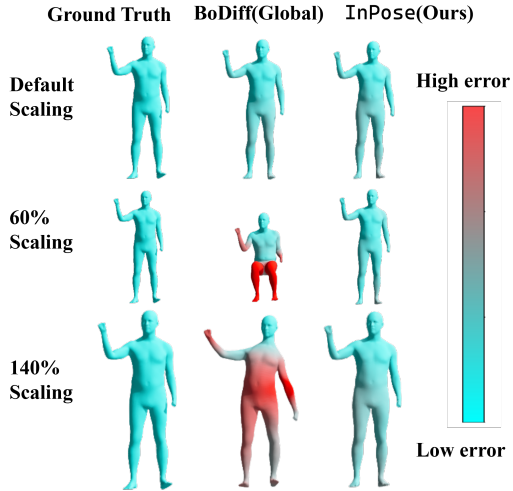 Ground Truth BoDiff(Global) InPose(Ours)
Default
Scaling
60%
Scaling
140%
Scaling
High error
Low error